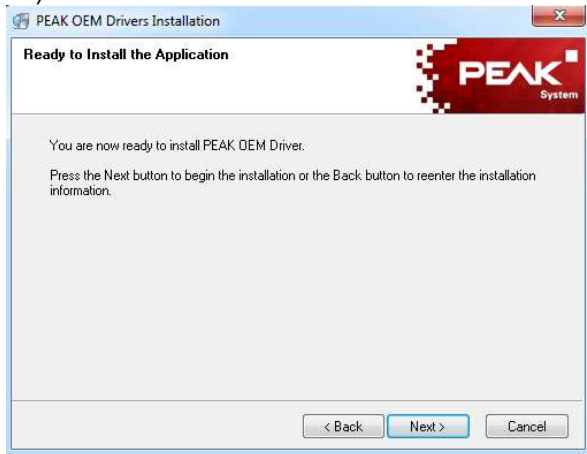 PEAK OEM Drivers Installation
Ready to Install the Application
PEAK
System
You are now ready to install PEAK OEM Driver.
Press the Next button to begin the installation or the Back button to reenter the installation
information.
< Back
Next >
Cancel